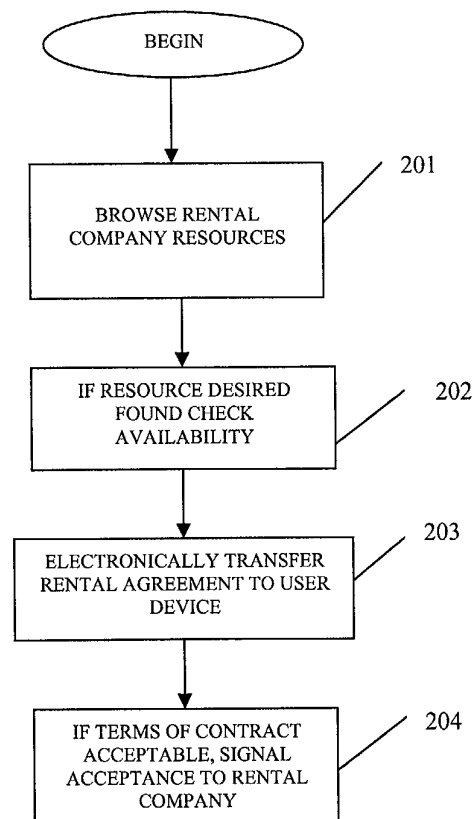 BEGIN
201
BROWSE RENTAL
COMPANY RESOURCES
IF RESOURCE DESIRED
FOUND CHECK
AVAILABILITY
202
203
ELECTRONICALLY TRANSFER
RENTAL AGREEMENT TO USER
DEVICE
204
IF TERMS OF CONTRACT
ACCEPTABLE, SIGNAL
ACCEPTANCE TO RENTAL
COMPANY